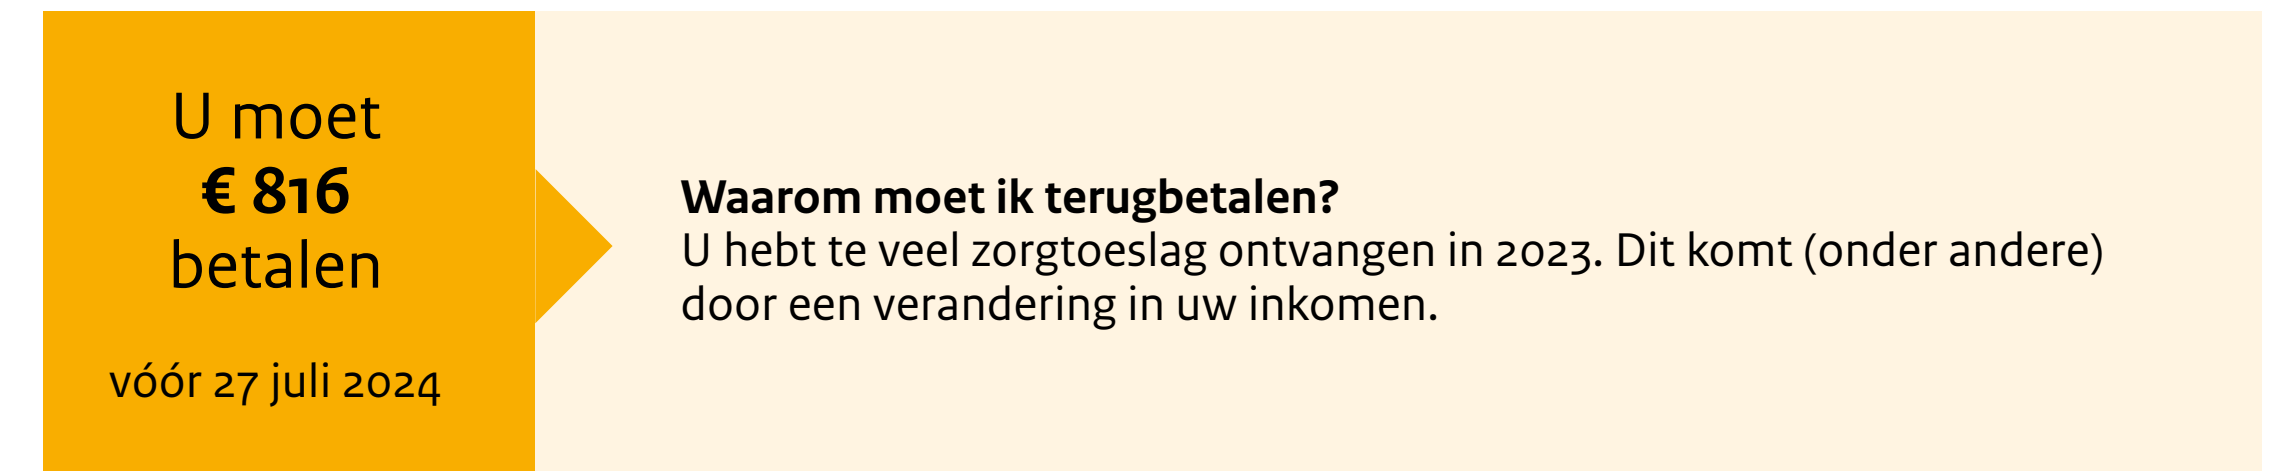 U moet
€ 816
betalen
vóór 27 juli 2024
Waarom moet ik terugbetalen?
U hebt te veel zorgtoeslag ontvangen in 2023. Dit komt (onder andere)
door een verandering in uw inkomen.